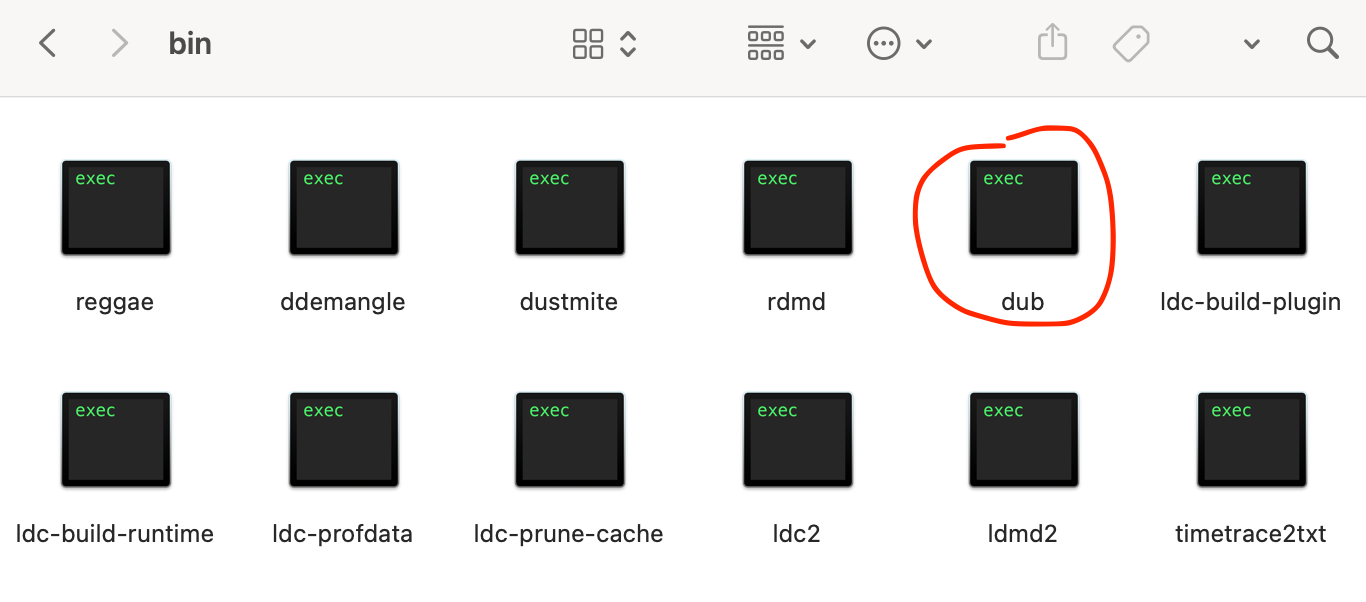 bin
exec exec exec exec exec exec
reggae ddemangle dustmite rdmd dub ldc-build-plugin
exec exec exec exec exec exec
ldc-build-runtime ldc-profdata ldc-prune-cache ldc2 ldmd2 timetrace2txt